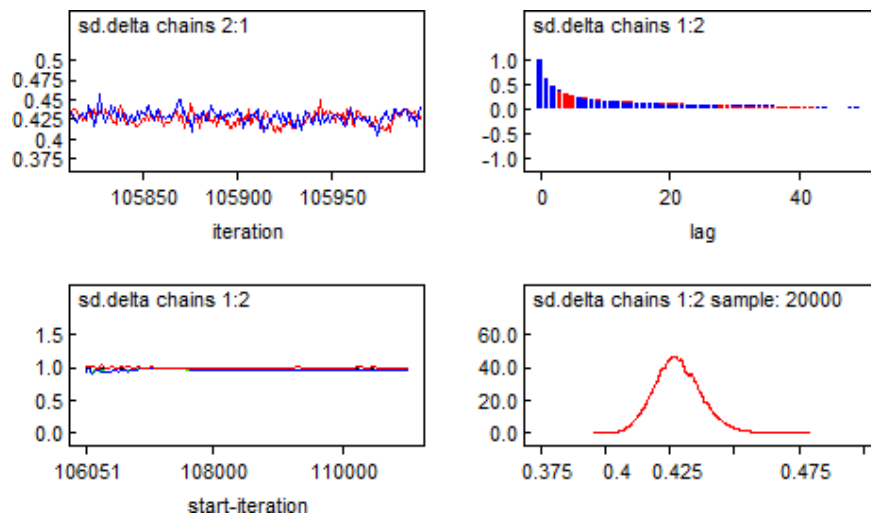 sd.delta chains 2:1
0.5
0.475
0.45
0.425
0.4
0.375
105850 105900 105950
iteration
sd.delta chains 1:2
1.0
0.5
0.0
-0.5
-1.0
0 20 40
lag
sd.delta chains 1:2
1.5
1.0
0.5
0.0
106051 108000 110000
start-iteration
sd.delta chains 1:2 sample: 20000
60.0
40.0
20.0
0.0
0.375 0.4 0.425 0.475